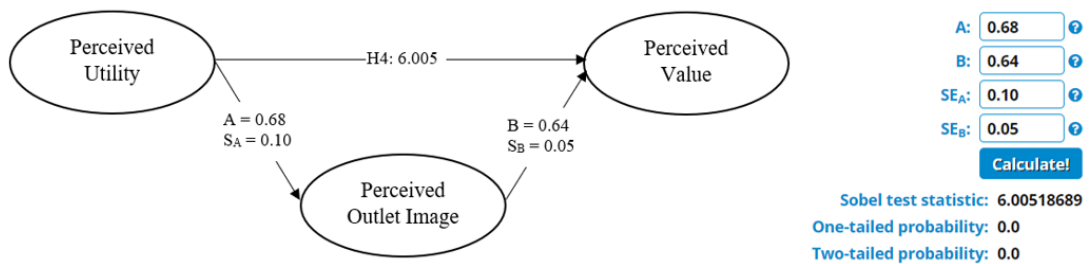 Perceived
Utility
H4: 6.005
Perceived
Value
A = 0.68
SA = 0.10
B = 0.64
SB = 0.05
Perceived
Outlet Image
A: 0.68 ?
B: 0.64 ?
SEA: 0.10 ?
SEB: 0.05 ?
Calculate!
Sobel test statistic: 6.00518689
One-tailed probability: 0.0
Two-tailed probability: 0.0